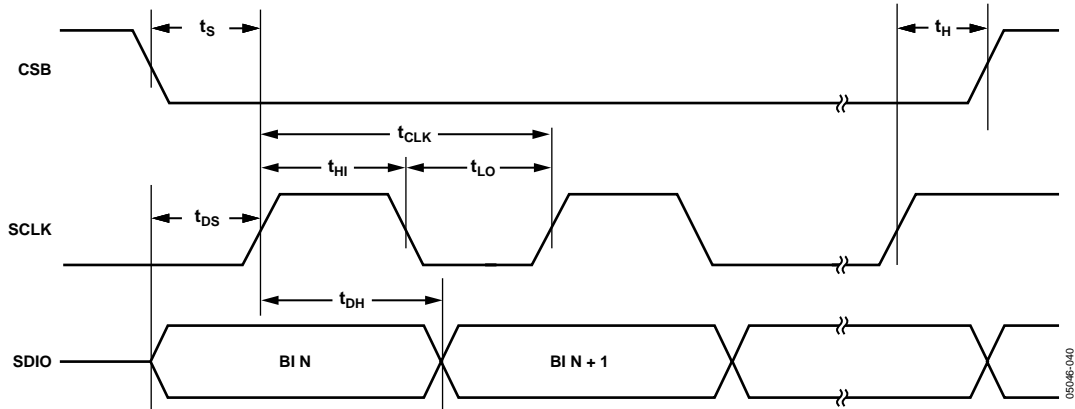 tS
tH
CSB
tCLK
tHI
tLO
tDS
SCLK
tDH
SDIO
BI N
BI N + 1
05046-040